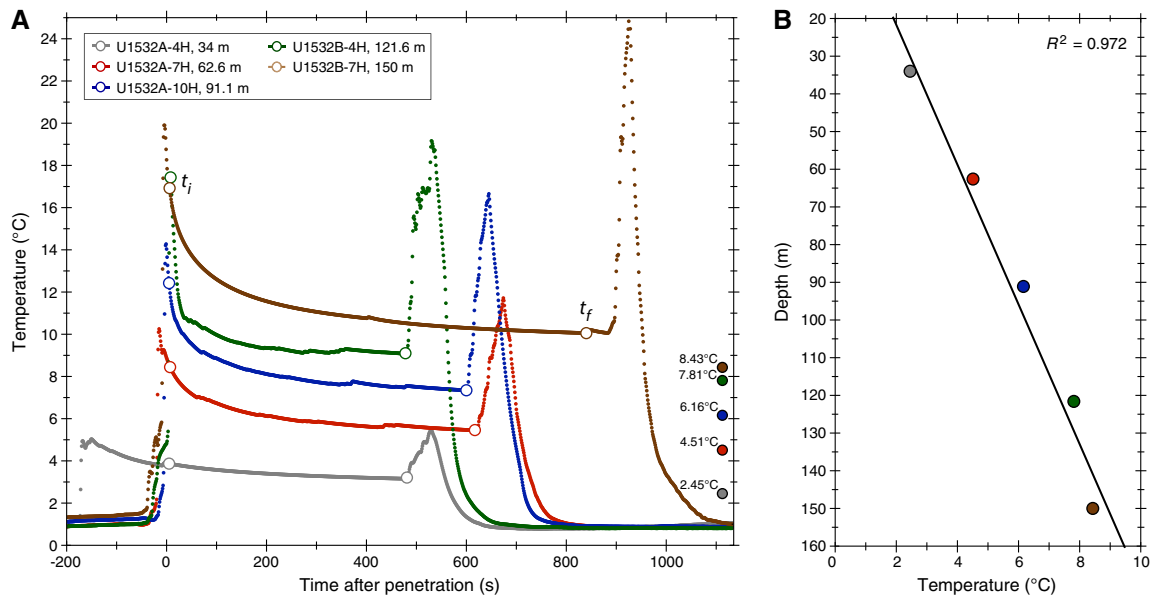 A
U1532A-4H, 34 m
U1532A-7H, 62.6 m
U1532A-10H, 91.1 m
U1532B-4H, 121.6 m
U1532B-7H, 150 m
24
22
20
18
16
14
12
10
8
6
4
2
0
Temperature (°C)
ti
tf
8.43°C
7.81°C
6.16°C
4.51°C
2.45°C
-200
0
200
400
600
800
1000
Time after penetration (s)
B
R² = 0.972
20
30
40
50
60
70
80
90
100
110
120
130
140
150
160
Depth (m)
0
2
4
6
8
10
Temperature (°C)